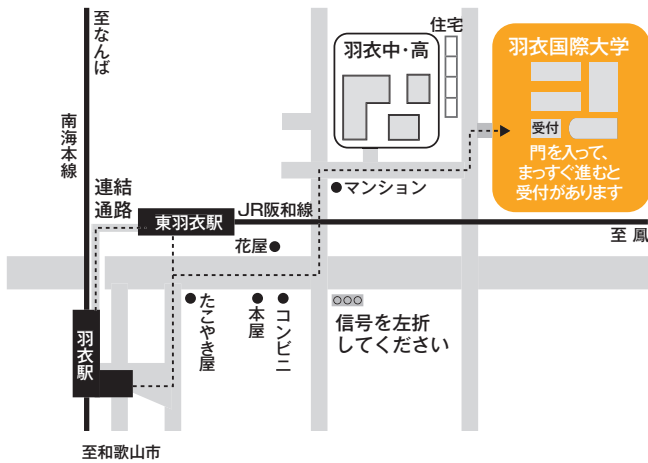 至なんば
南海本線
連結
通路
東羽衣駅
JR阪和線
羽衣駅
至和歌山市
住宅
羽衣中・高
羽衣国際大学
受付
門を入って、
まっすぐ進むと
受付があります
マンション
至 鳳
花屋
たこやき屋
本屋
コンビニ
信号を左折
してください